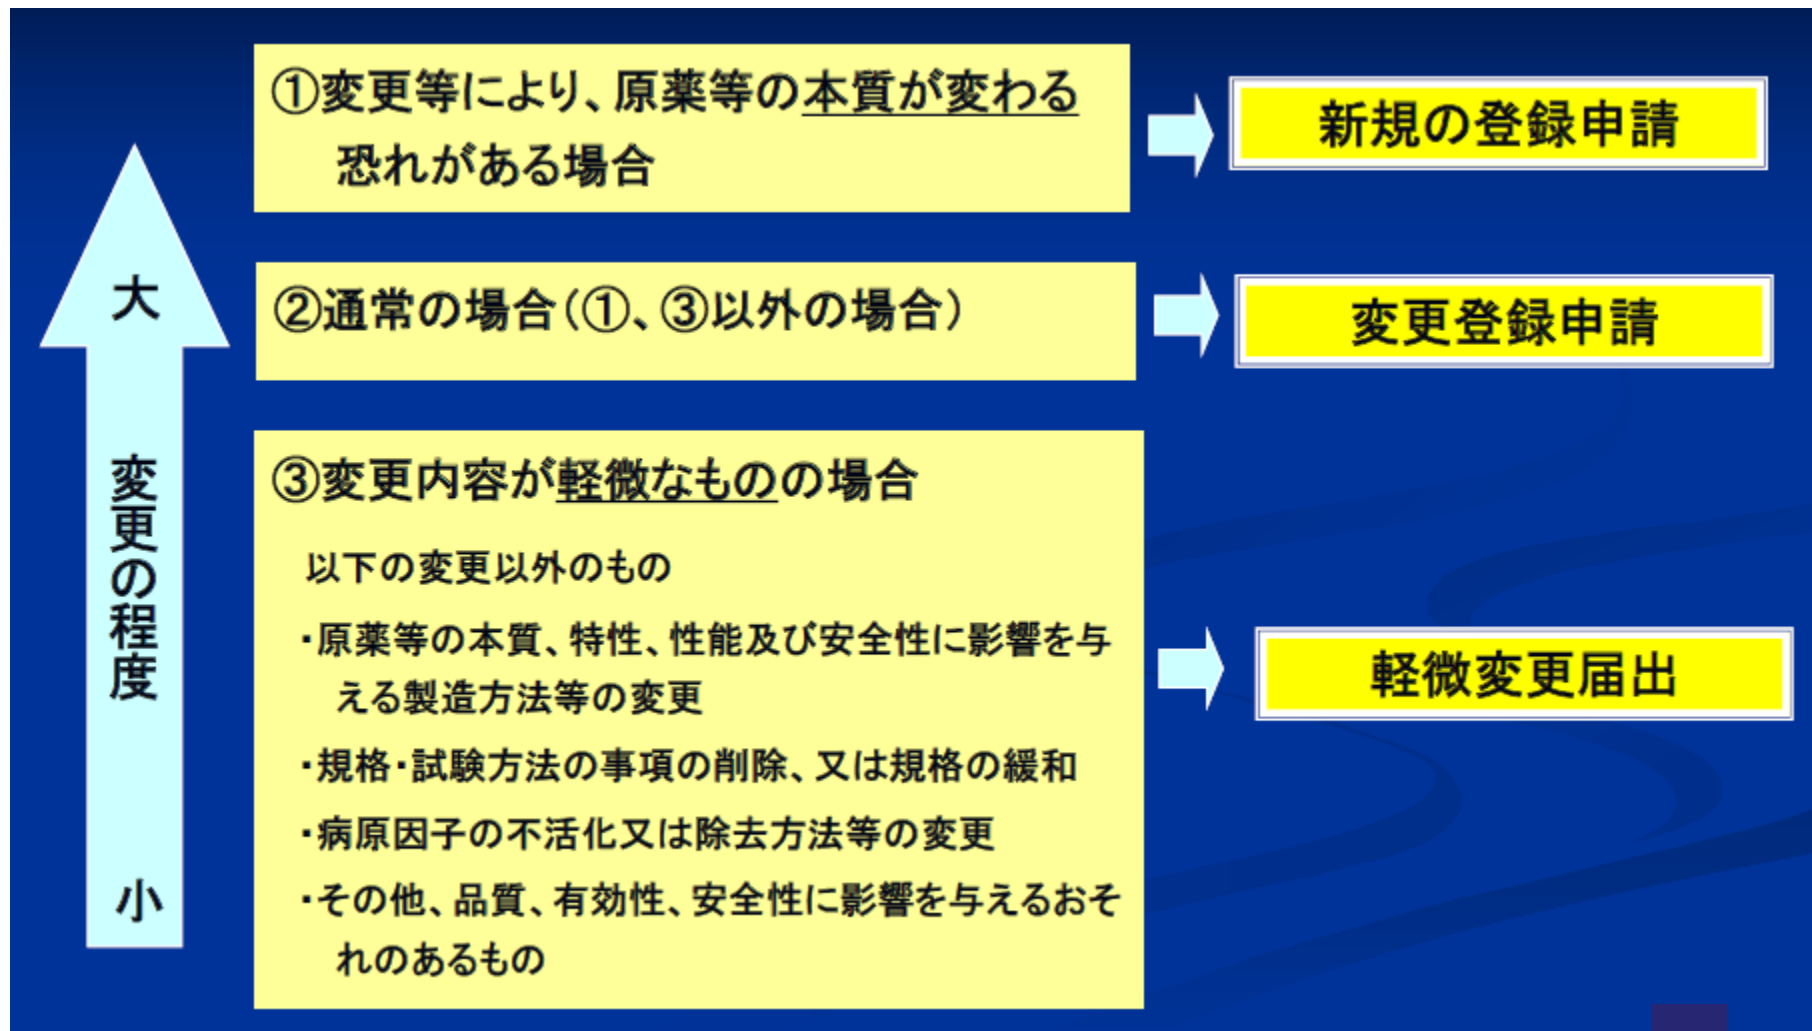 ①変更等により、原薬等の本質が変わる
恐れがある場合
新規の登録申請
大
②通常の場合(①、③以外の場合)
変更登録申請
変更の程度
③変更内容が軽微なものの場合
以下の変更以外のもの
・原薬等の本質、特性、性能及び安全性に影響を与
える製造方法等の変更
軽微変更届出
・規格・試験方法の事項の削除、又は規格の緩和
・病原因子の不活化又は除去方法等の変更
・その他、品質、有効性、安全性に影響を与えるおそ
れのあるもの
小